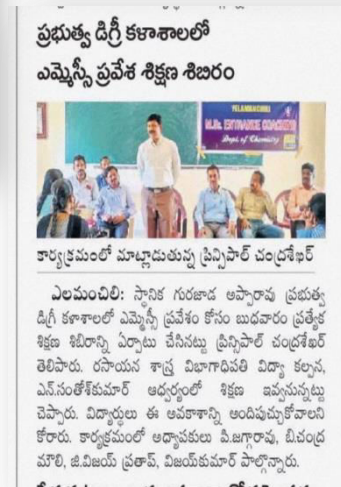 ప్రభుత్వ డిగ్రీ కళాశాలలో
ఎమ్మెస్సీ ప్రవేశ శిక్షణ శిబిరం
YELAMANCHILI
M.Sc. ENTRANCE COACHING
Dept. of Chemistry
కార్యక్రమంలో మాట్లాడుతున్న ప్రిన్సిపాల్ చంద్రశేఖర్
ఎలమంచిలి: స్థానిక గురజాడ అప్పారావు ప్రభుత్వ
డిగ్రీ కళాశాలలో ఎమ్మెస్సీ ప్రవేశం కోసం బుధవారం ప్రత్యేక
శిక్షణ శిబిరాన్ని ఏర్పాటు చేసినట్టు ప్రిన్సిపాల్ చంద్రశేఖర్
తెలిపారు. రసాయన శాస్త్ర విభాగాధిపతి విద్యా కల్పన,
ఎన్.సంతోశ్‌కుమార్ ఆధ్వర్యంలో శిక్షణ ఇవ్వనున్నట్టు
చెప్పారు. విద్యార్థులు ఈ అవకాశాన్ని అందిపుచ్చుకోవాలని
కోరారు. కార్యక్రమంలో అధ్యాపకులు పి.జగ్గారావు, బి.చంద్ర
మౌళి, జి.విజయ్ ప్రతాప్, విజయ్‌కుమార్ పాల్గొన్నారు.